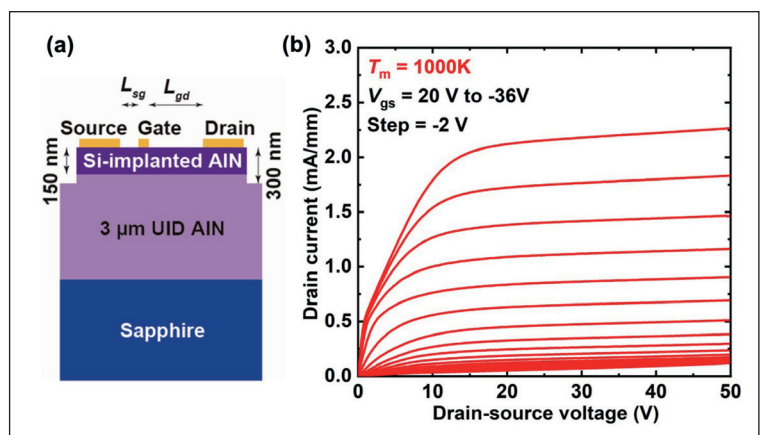 (a)
Lsg Lgd
Source Gate Drain
Si-implanted AlN
150 nm
300 nm
3 µm UID AlN
Sapphire
(b)
Tm = 1000K
Vgs = 20 V to -36V
Step = -2 V
Drain current (mA/mm)
3.0
2.5
2.0
1.5
1.0
0.5
0.0
0 10 20 30 40 50
Drain-source voltage (V)